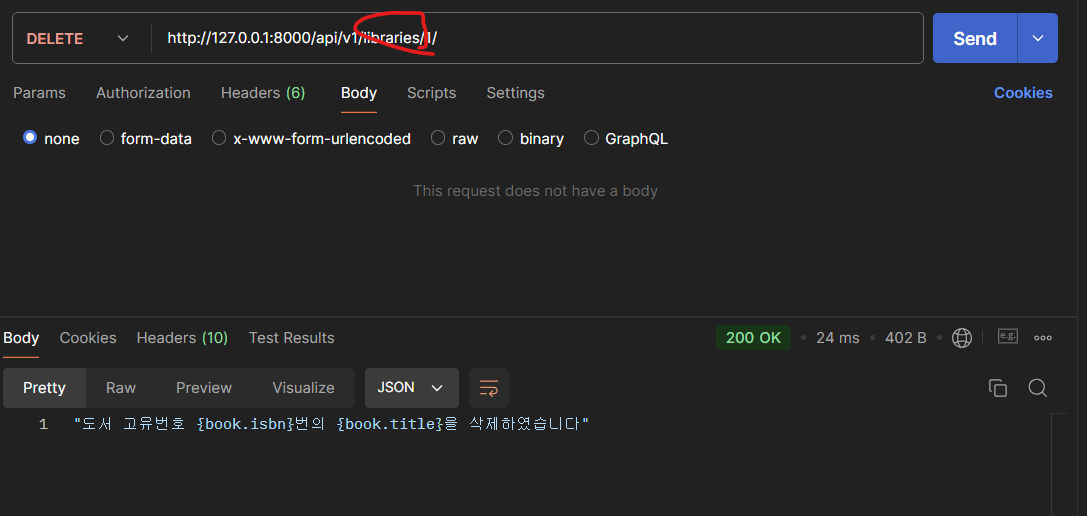 DELETE http://127.0.0.1:8000/api/v1/libraries/1/ Send
Params Authorization Headers (6) Body Scripts Settings Cookies
none form-data x-www-form-urlencoded raw binary GraphQL
This request does not have a body
Body Cookies Headers (10) Test Results 200 OK 24 ms 402 B e.g.
Pretty Raw Preview Visualize JSON
1 "도서 고유번호 {book.isbn}번의 {book.title}을 삭제하였습니다"